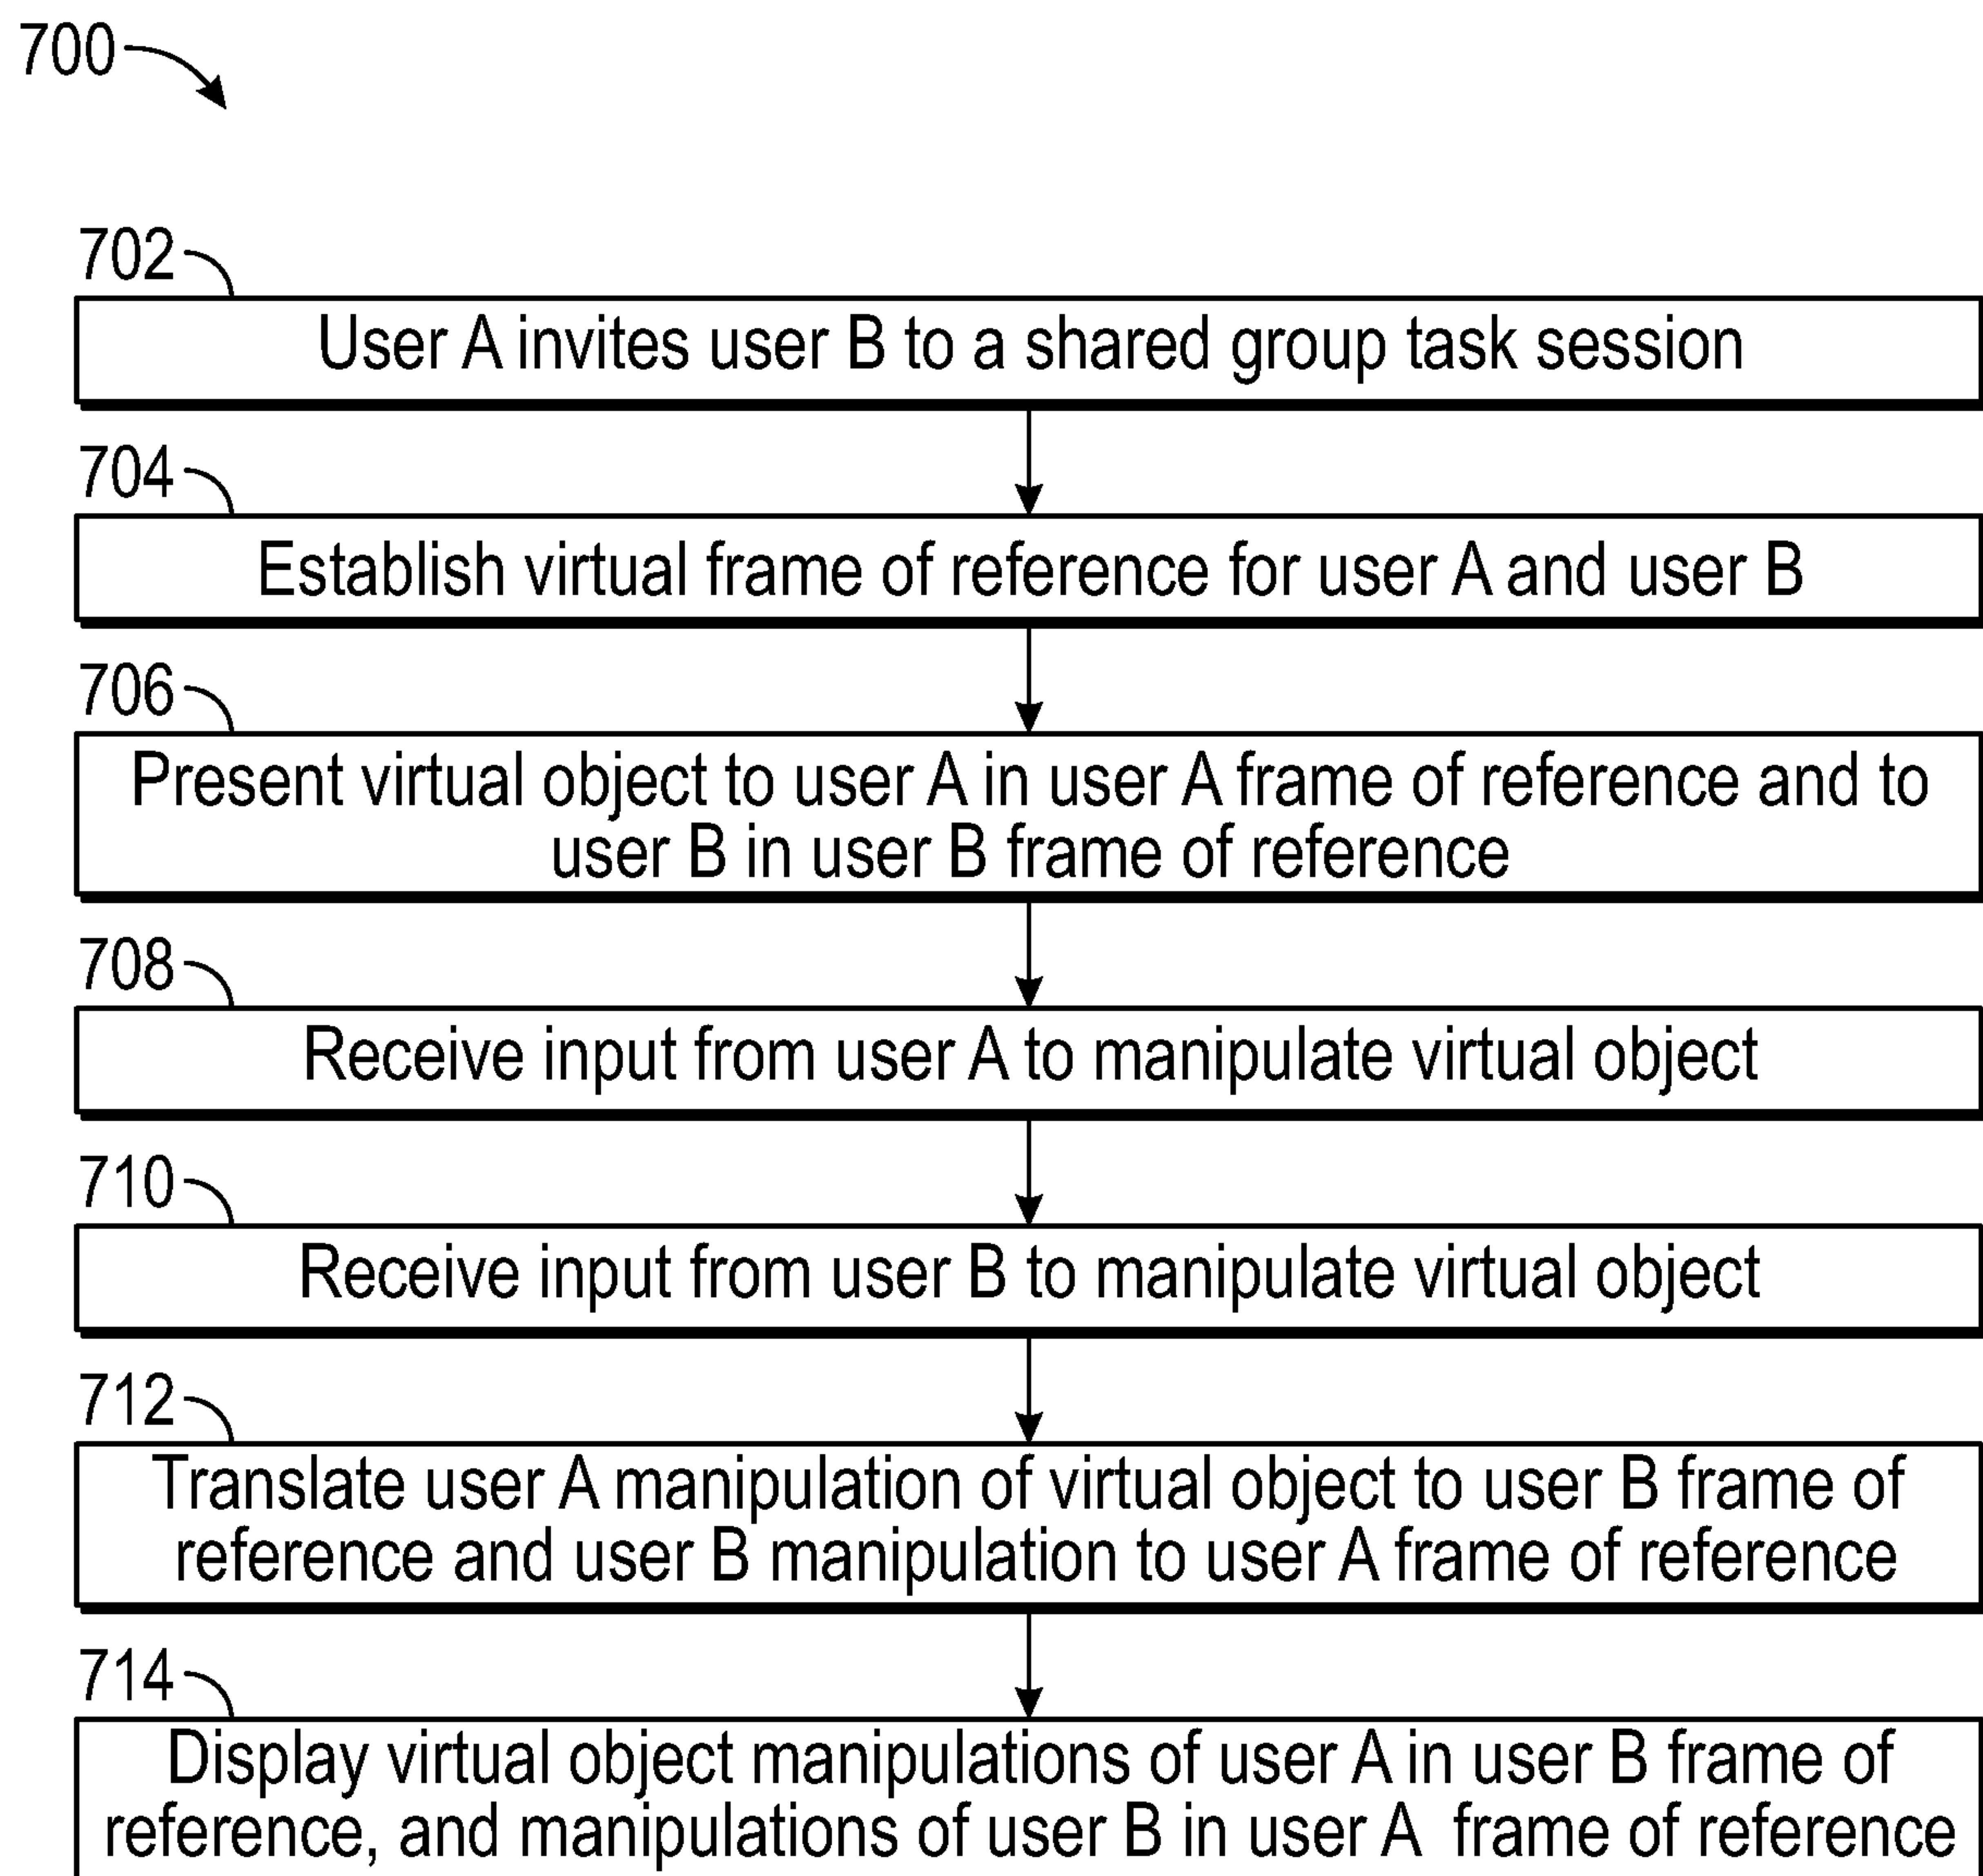 700
702
User A invites user B to a shared group task session
704
Establish virtual frame of reference for user A and user B
706
Present virtual object to user A in user A frame of reference and to
user B in user B frame of reference
708
Receive input from user A to manipulate virtual object
710
Receive input from user B to manipulate virtual object
712
Translate user A manipulation of virtual object to user B frame of
reference and user B manipulation to user A frame of reference
714
Display virtual object manipulations of user A in user B frame of
reference, and manipulations of user B in user A frame of reference